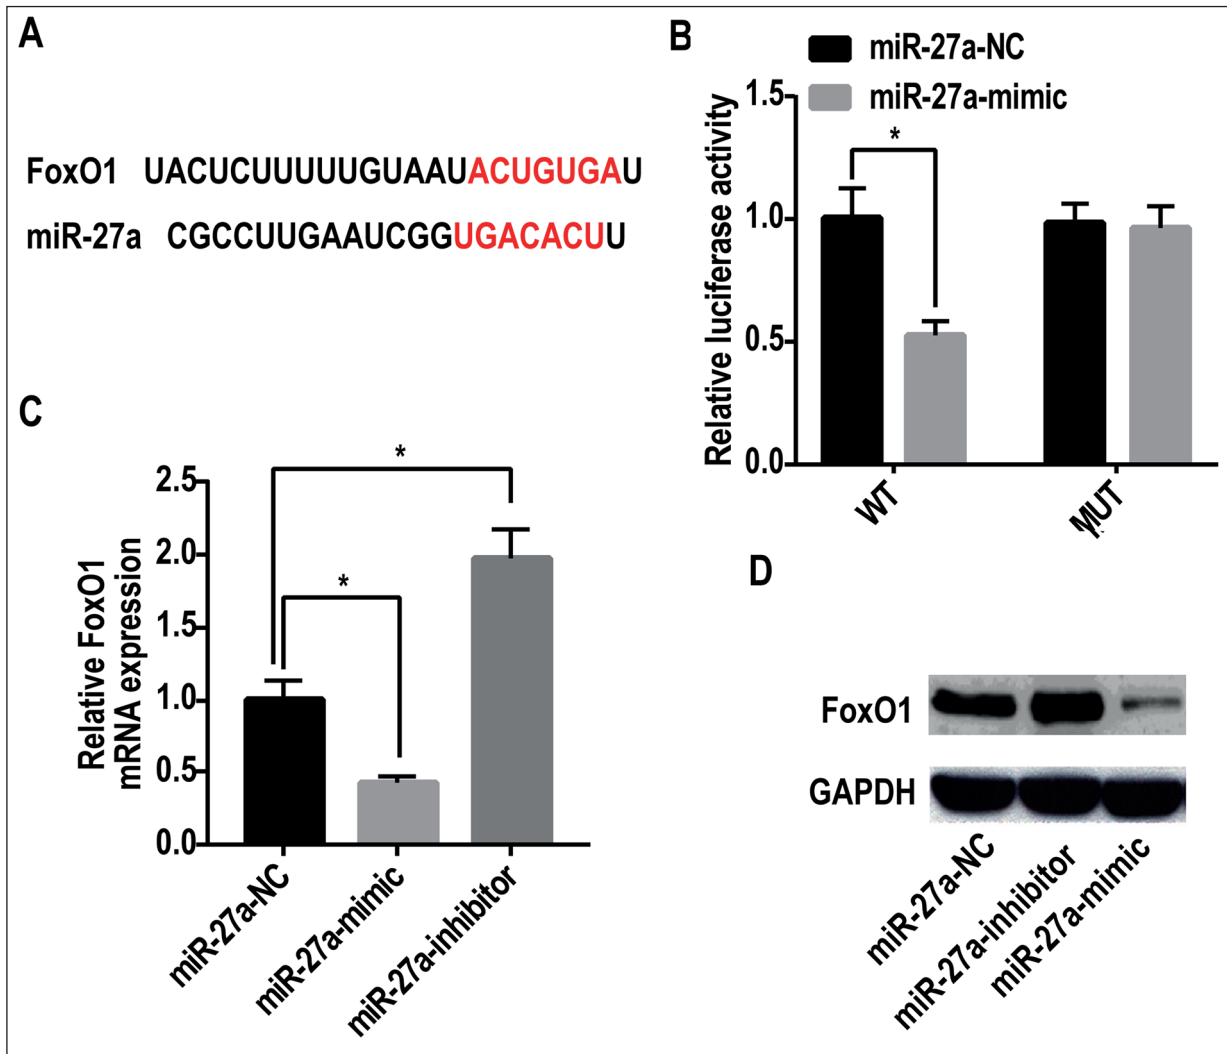 A
FoxO1 UACUCUUUUUGUAAUACUGUGAU
miR-27a CGCCUUGAAUCGGUGACACUU
B
miR-27a-NC
miR-27a-mimic
Relative luciferase activity
1.5
1.0
0.5
0.0
*
WT
MUT
C
Relative FoxO1
mRNA expression
2.5
2.0
1.5
1.0
0.5
0.0
*
*
miR-27a-NC
miR-27a-mimic
miR-27a-inhibitor
D
FoxO1
GAPDH
miR-27a-NC
miR-27a-inhibitor
miR-27a-mimic